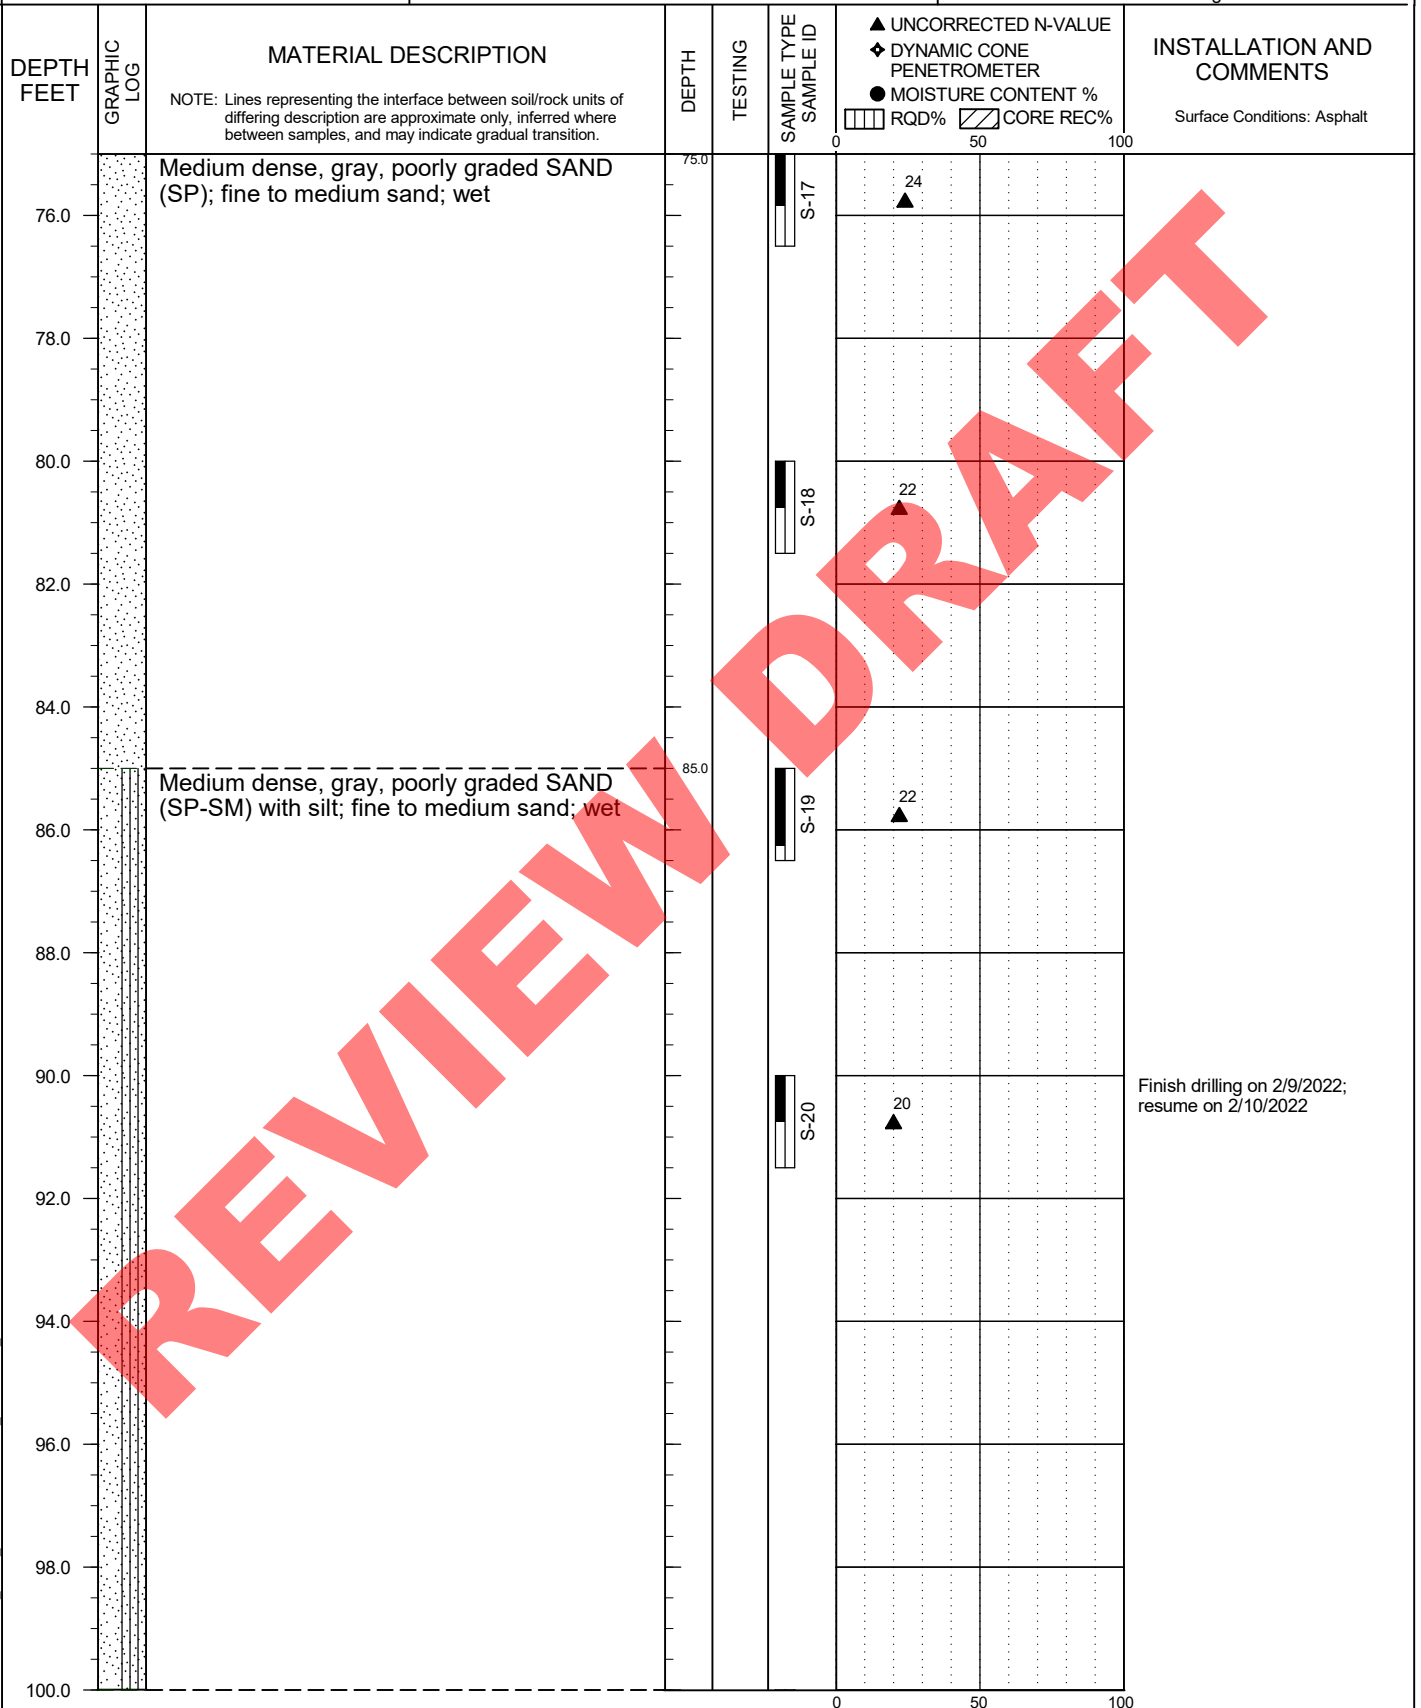 DEPTH
FEET
GRAPHIC
LOG
MATERIAL DESCRIPTION
NOTE: Lines representing the interface between soil/rock units of
differing description are approximate only, inferred where
between samples, and may indicate gradual transition.
DEPTH
TESTING
SAMPLE TYPE
SAMPLE ID
UNCORRECTED N-VALUE
DYNAMIC CONE
PENETROMETER
MOISTURE CONTENT %
RQD% CORE REC%
0 50 100
INSTALLATION AND
COMMENTS
Surface Conditions: Asphalt
Medium dense, gray, poorly graded SAND
(SP); fine to medium sand; wet
75.0
S-17
24
76.0
78.0
80.0
S-18
22
82.0
84.0
85.0
Medium dense, gray, poorly graded SAND
(SP-SM) with silt; fine to medium sand; wet
S-19
22
86.0
88.0
90.0
S-20
20
Finish drilling on 2/9/2022;
resume on 2/10/2022
92.0
94.0
96.0
98.0
100.0
0 50 100
REVIEW DRAFT